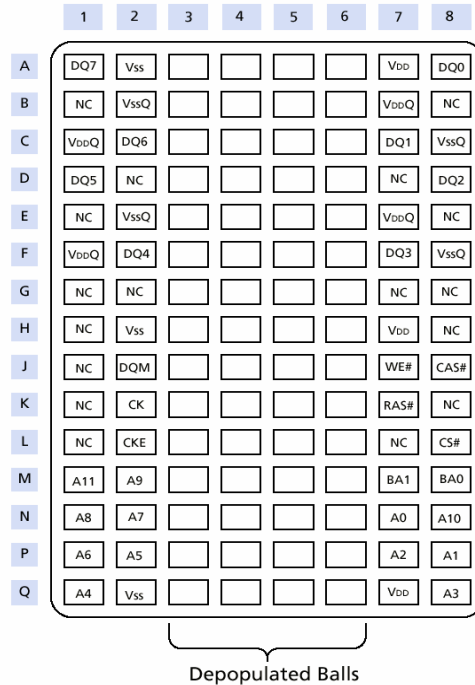 1 2 3 4 5 6 7 8
A DQ7 Vss VDD DQ0
B NC VssQ VDDQ NC
C VDDQ DQ6 DQ1 VssQ
D DQ5 NC NC DQ2
E NC VssQ VDDQ NC
F VDDQ DQ4 DQ3 VssQ
G NC NC NC NC
H NC Vss VDD NC
J NC DQM WE# CAS#
K NC CK RAS# NC
L NC CKE NC CS#
M A11 A9 BA1 BA0
N A8 A7 A0 A10
P A6 A5 A2 A1
Q A4 Vss VDD A3
Depopulated Balls